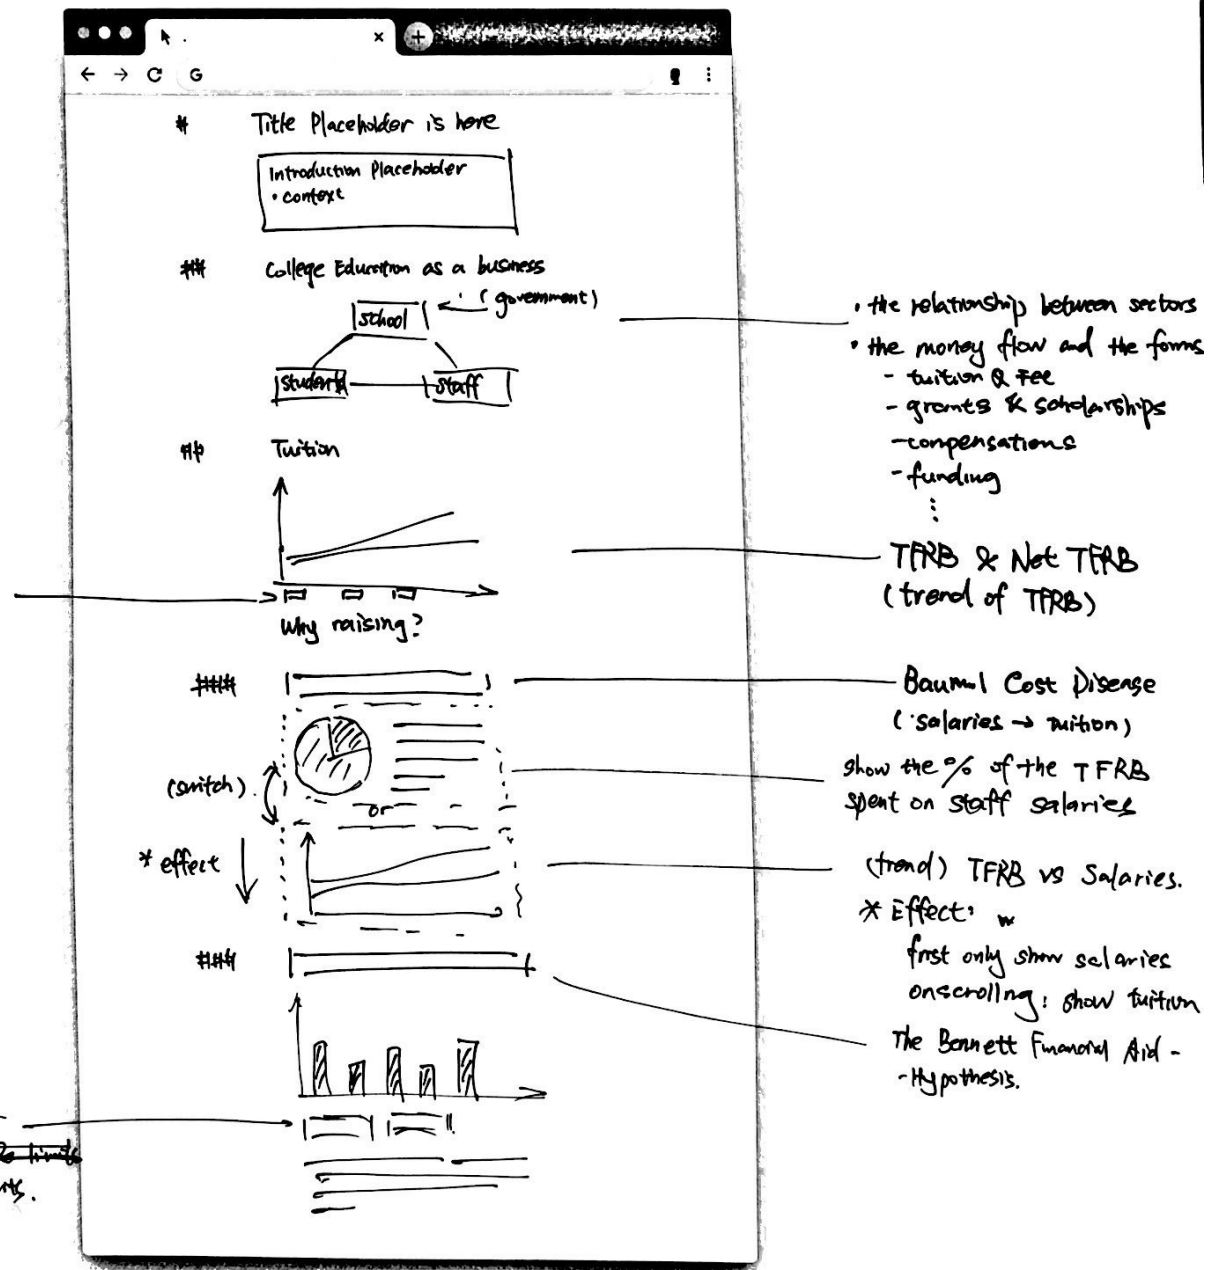 # Title Placeholder is here
Introduction Placeholder
• context
## College Education as a business
(government)
school
student
staff
• the relationship between sectors
• the money flow and the forms
- tuition & Fee
- grants & scholarships
- compensations
- funding
## Tuition
TFRB & Net TFRB
(trend of TFRB)
Why raising?
###
Baumol Cost Disease
(salaries → tuition)
(switch)
or
show the % of the TFRB
spent on staff salaries
* effect
(trend) TFRB vs Salaries.
* Effect:
first only show salaries
onscrolling: show tuition
###
The Bennett Financial Aid -
- Hypothesis.
limits